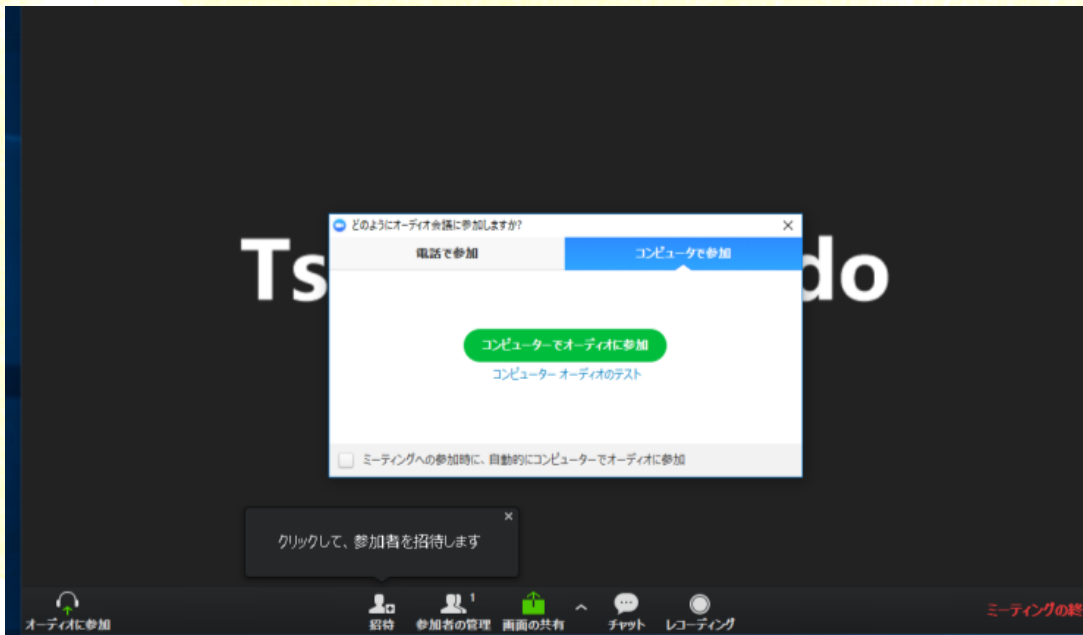 どのようにオーディオ会議に参加しますか?
電話で参加
コンピュータで参加
Ts
do
コンピューターでオーディオに参加
コンピューター オーディオのテスト
ミーティングへの参加時に、自動的にコンピューターでオーディオに参加
クリックして、参加者を招待します
オーディオに参加
招待
1
参加者の管理
画面の共有
チャット
レコーディング
ミーティングの終